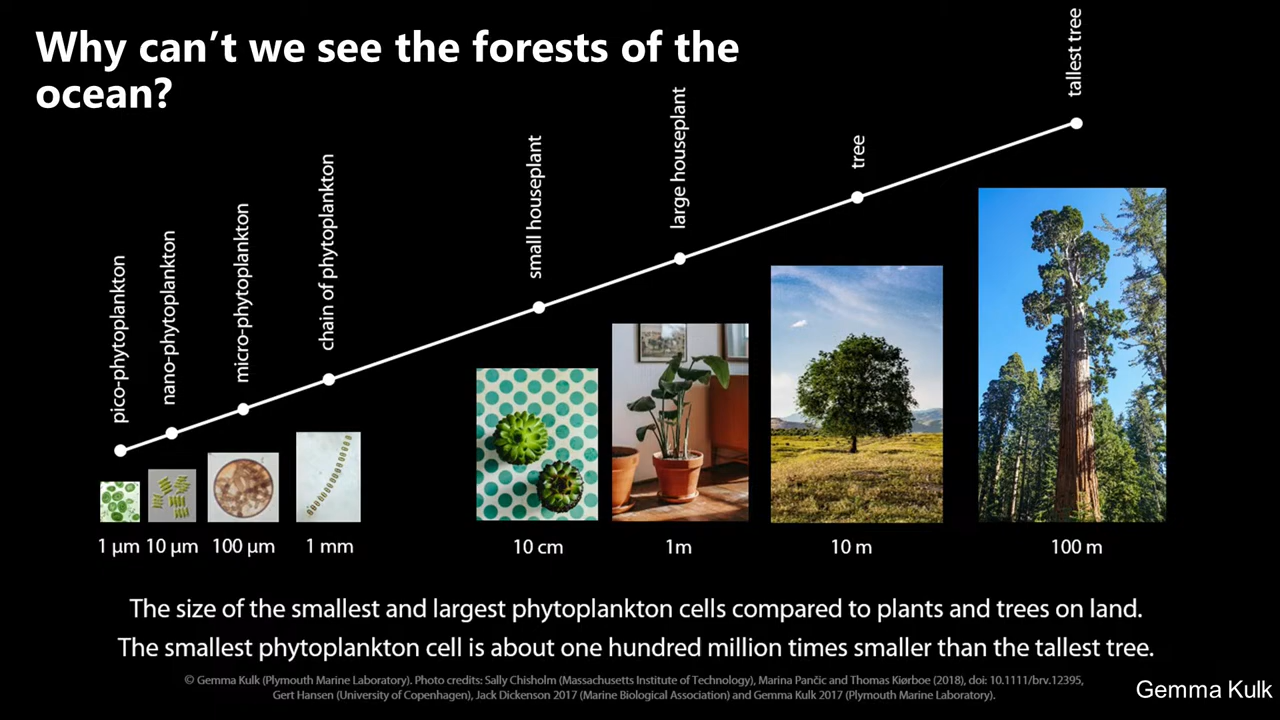 Why can't we see the forests of the
ocean?
pico-phytoplankton
nano-phytoplankton
micro-phytoplankton
chain of phytoplankton
small houseplant
large houseplant
tree
tallest tree
1 μm 10 μm 100 μm 1 mm 10 cm 1m 10 m 100 m
The size of the smallest and largest phytoplankton cells compared to plants and trees on land.
The smallest phytoplankton cell is about one hundred million times smaller than the tallest tree.
© Gemma Kulk (Plymouth Marine Laboratory). Photo credits: Sally Chisholm (Massachusetts Institute of Technology), Marina Pančic and Thomas Kiørboe (2018), doi: 10.1111/brv.12395,
Gert Hansen (University of Copenhagen), Jack Dickenson 2017 (Marine Biological Association) and Gemma Kulk 2017 (Plymouth Marine Laboratory).
Gemma Kulk